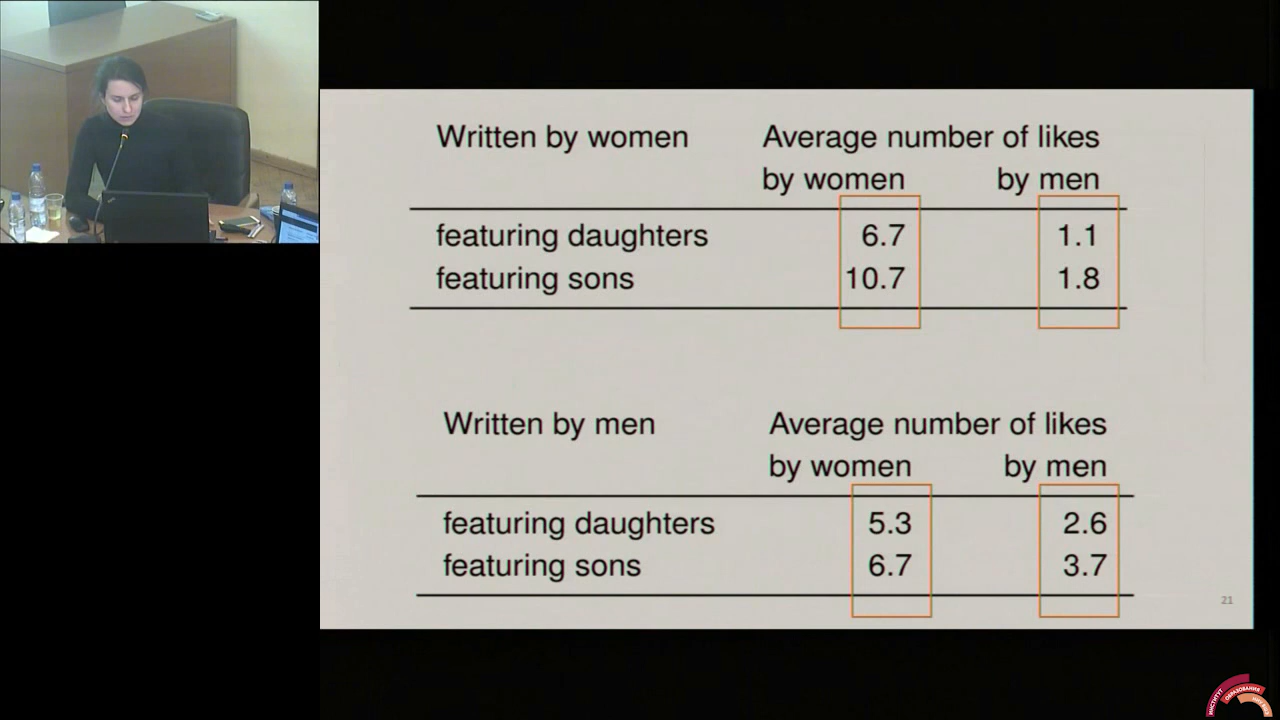 Written by women Average number of likes
by women by men
featuring daughters 6.7 1.1
featuring sons 10.7 1.8
Written by men Average number of likes
by women by men
featuring daughters 5.3 2.6
featuring sons 6.7 3.7
21
ИНСТИТУТ
ОБРАЗОВАНИЯ